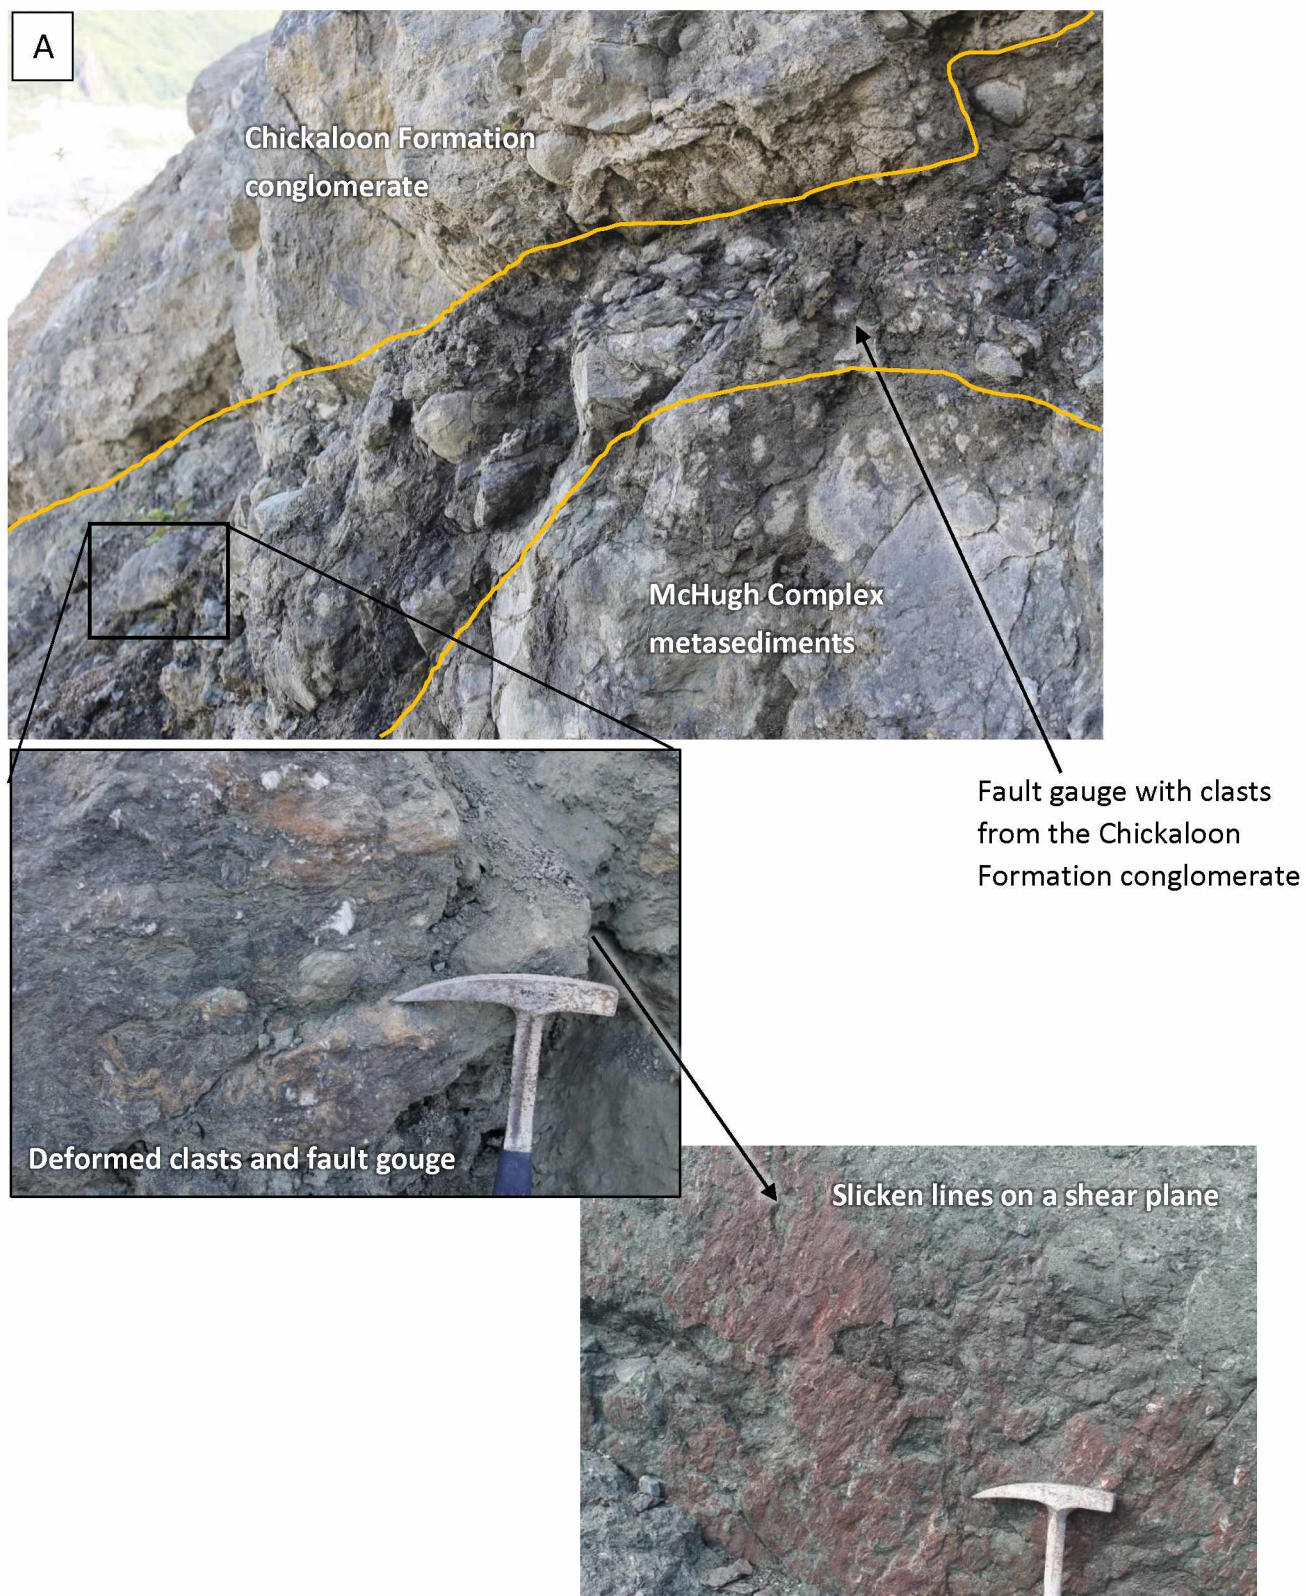 A
Chickaloon Formation
conglomerate
McHugh Complex
metasediments
Fault gauge with clasts
from the Chickaloon
Formation conglomerate
Deformed clasts and fault gouge
Slicken lines on a shear plane